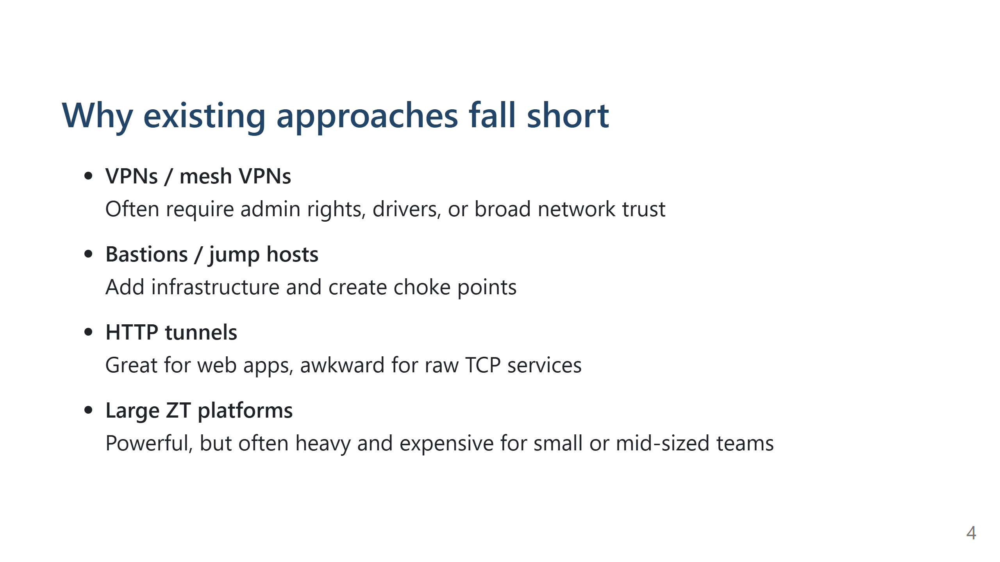 Why existing approaches fall short
• VPNs / mesh VPNs
Often require admin rights, drivers, or broad network trust
• Bastions / jump hosts
Add infrastructure and create choke points
• HTTP tunnels
Great for web apps, awkward for raw TCP services
• Large ZT platforms
Powerful, but often heavy and expensive for small or mid-sized teams
4